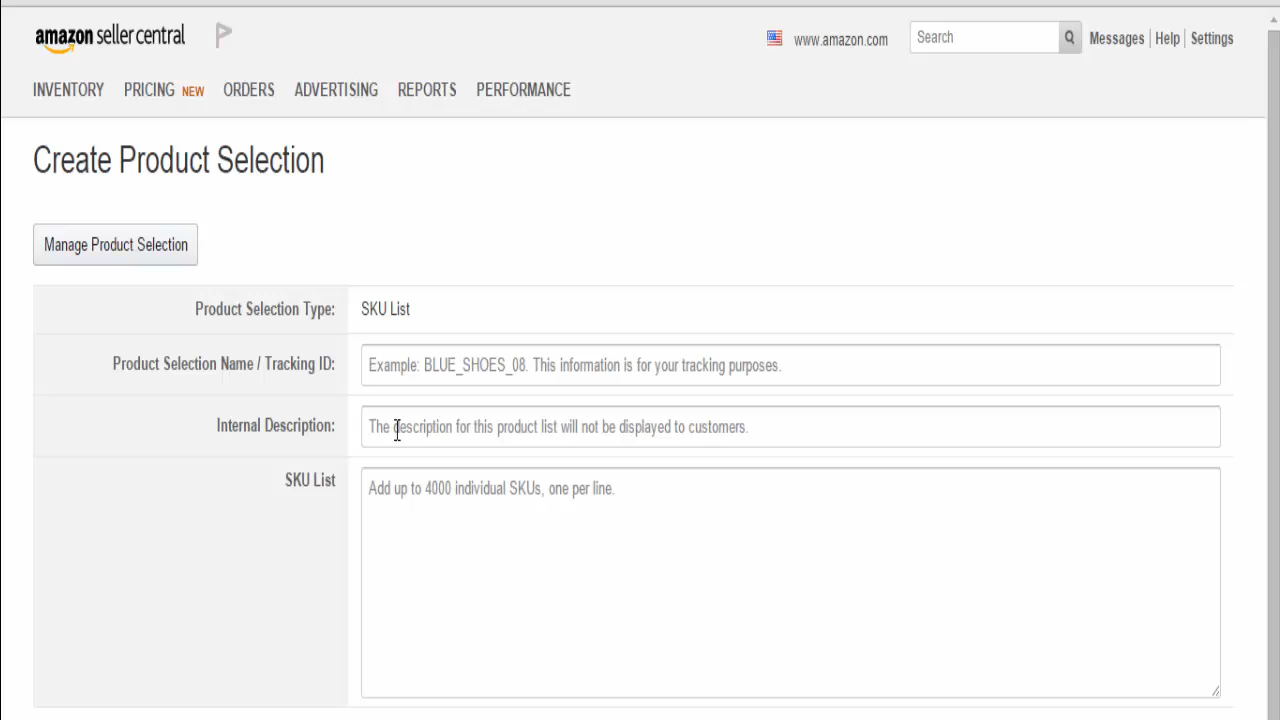 amazon seller central
www.amazon.com
Search
Messages | Help | Settings
INVENTORY PRICING NEW ORDERS ADVERTISING REPORTS PERFORMANCE
Create Product Selection
Manage Product Selection
Product Selection Type: SKU List
Product Selection Name / Tracking ID: Example: BLUE_SHOES_08. This information is for your tracking purposes.
Internal Description: The description for this product list will not be displayed to customers.
SKU List Add up to 4000 individual SKUs, one per line.